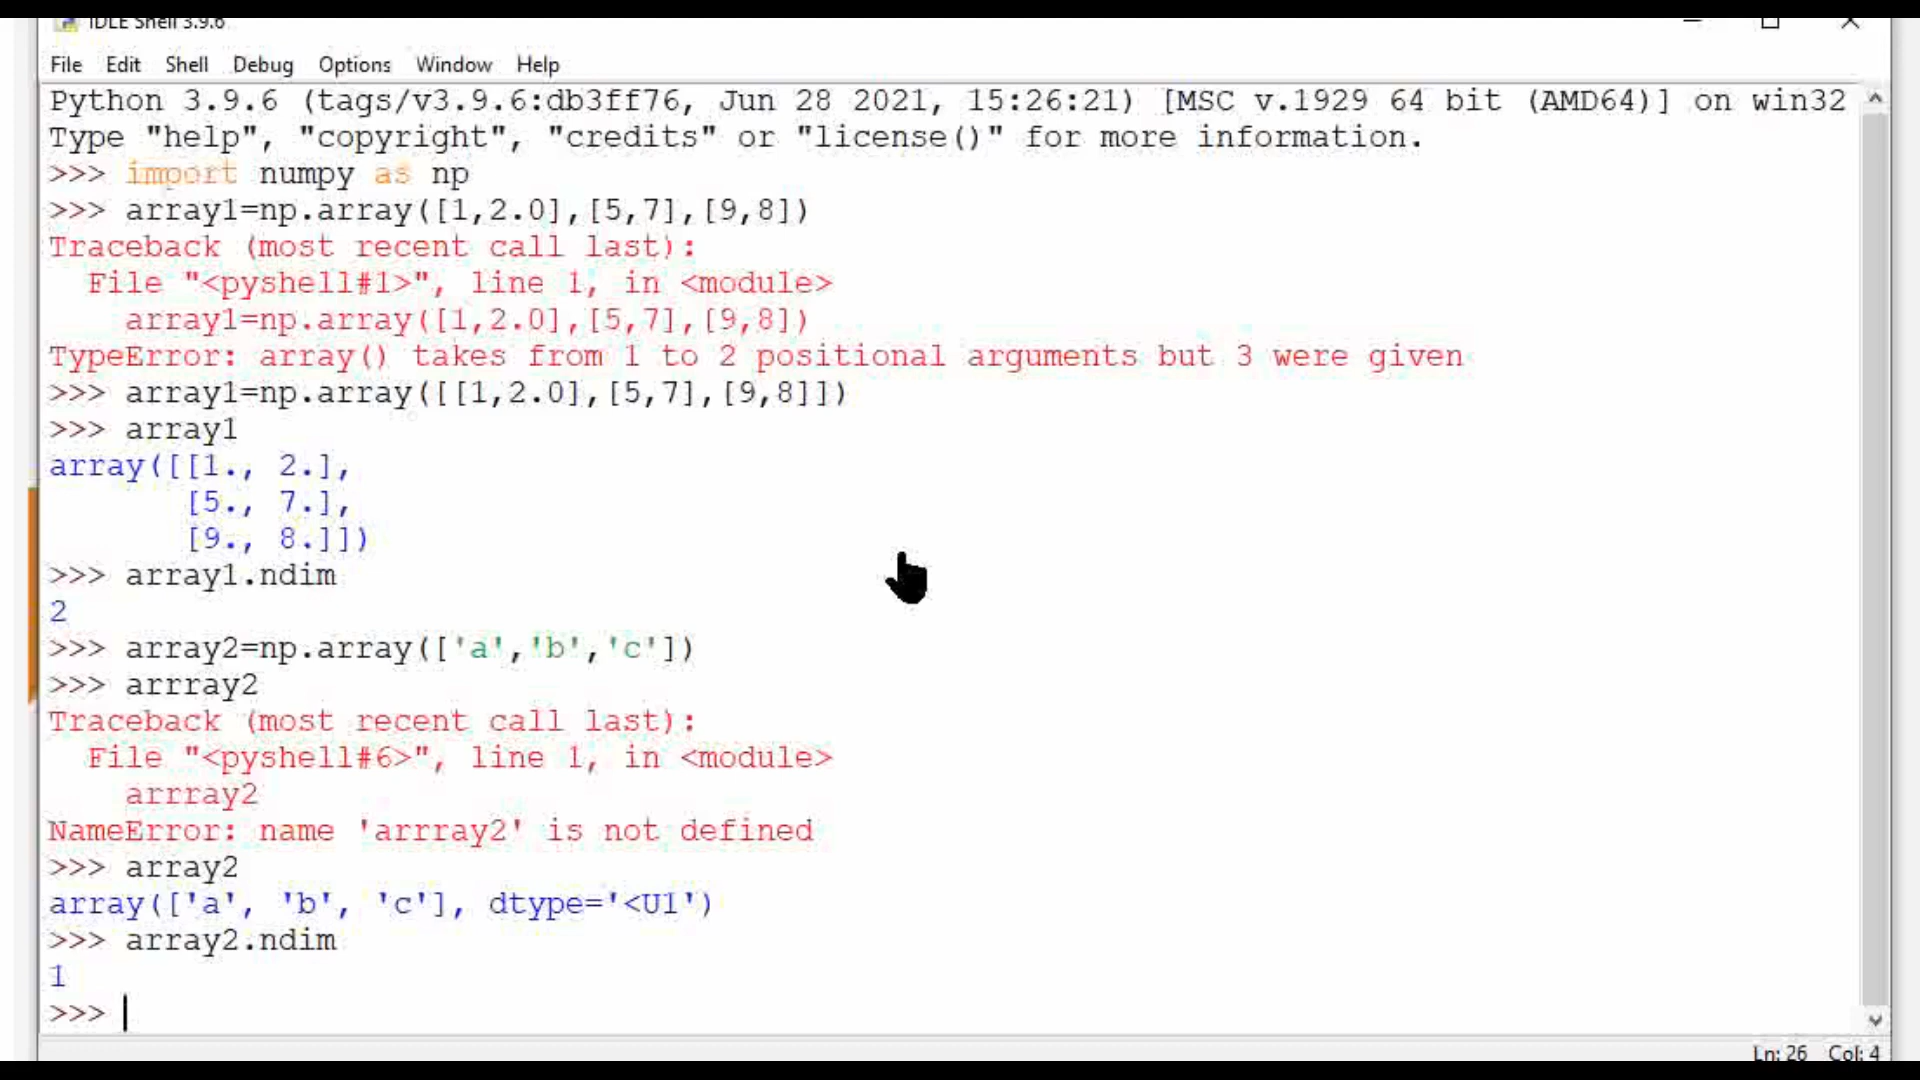 IDLE Shell 3.9.6
File Edit Shell Debug Options Window Help
Python 3.9.6 (tags/v3.9.6:db3ff76, Jun 28 2021, 15:26:21) [MSC v.1929 64 bit (AMD64)] on win32
Type "help", "copyright", "credits" or "license()" for more information.
>>> import numpy as np
>>> array1=np.array([1,2.0],[5,7],[9,8])
Traceback (most recent call last):
  File "<pyshell#1>", line 1, in <module>
    array1=np.array([1,2.0],[5,7],[9,8])
TypeError: array() takes from 1 to 2 positional arguments but 3 were given
>>> array1=np.array([[1,2.0],[5,7],[9,8]])
>>> array1
array([[1., 2.],
       [5., 7.],
       [9., 8.]])
>>> array1.ndim
2
>>> array2=np.array(['a','b','c'])
>>> arrray2
Traceback (most recent call last):
  File "<pyshell#6>", line 1, in <module>
    arrray2
NameError: name 'arrray2' is not defined
>>> array2
array(['a', 'b', 'c'], dtype='<U1')
>>> array2.ndim
1
>>>
Ln: 26 Col: 4